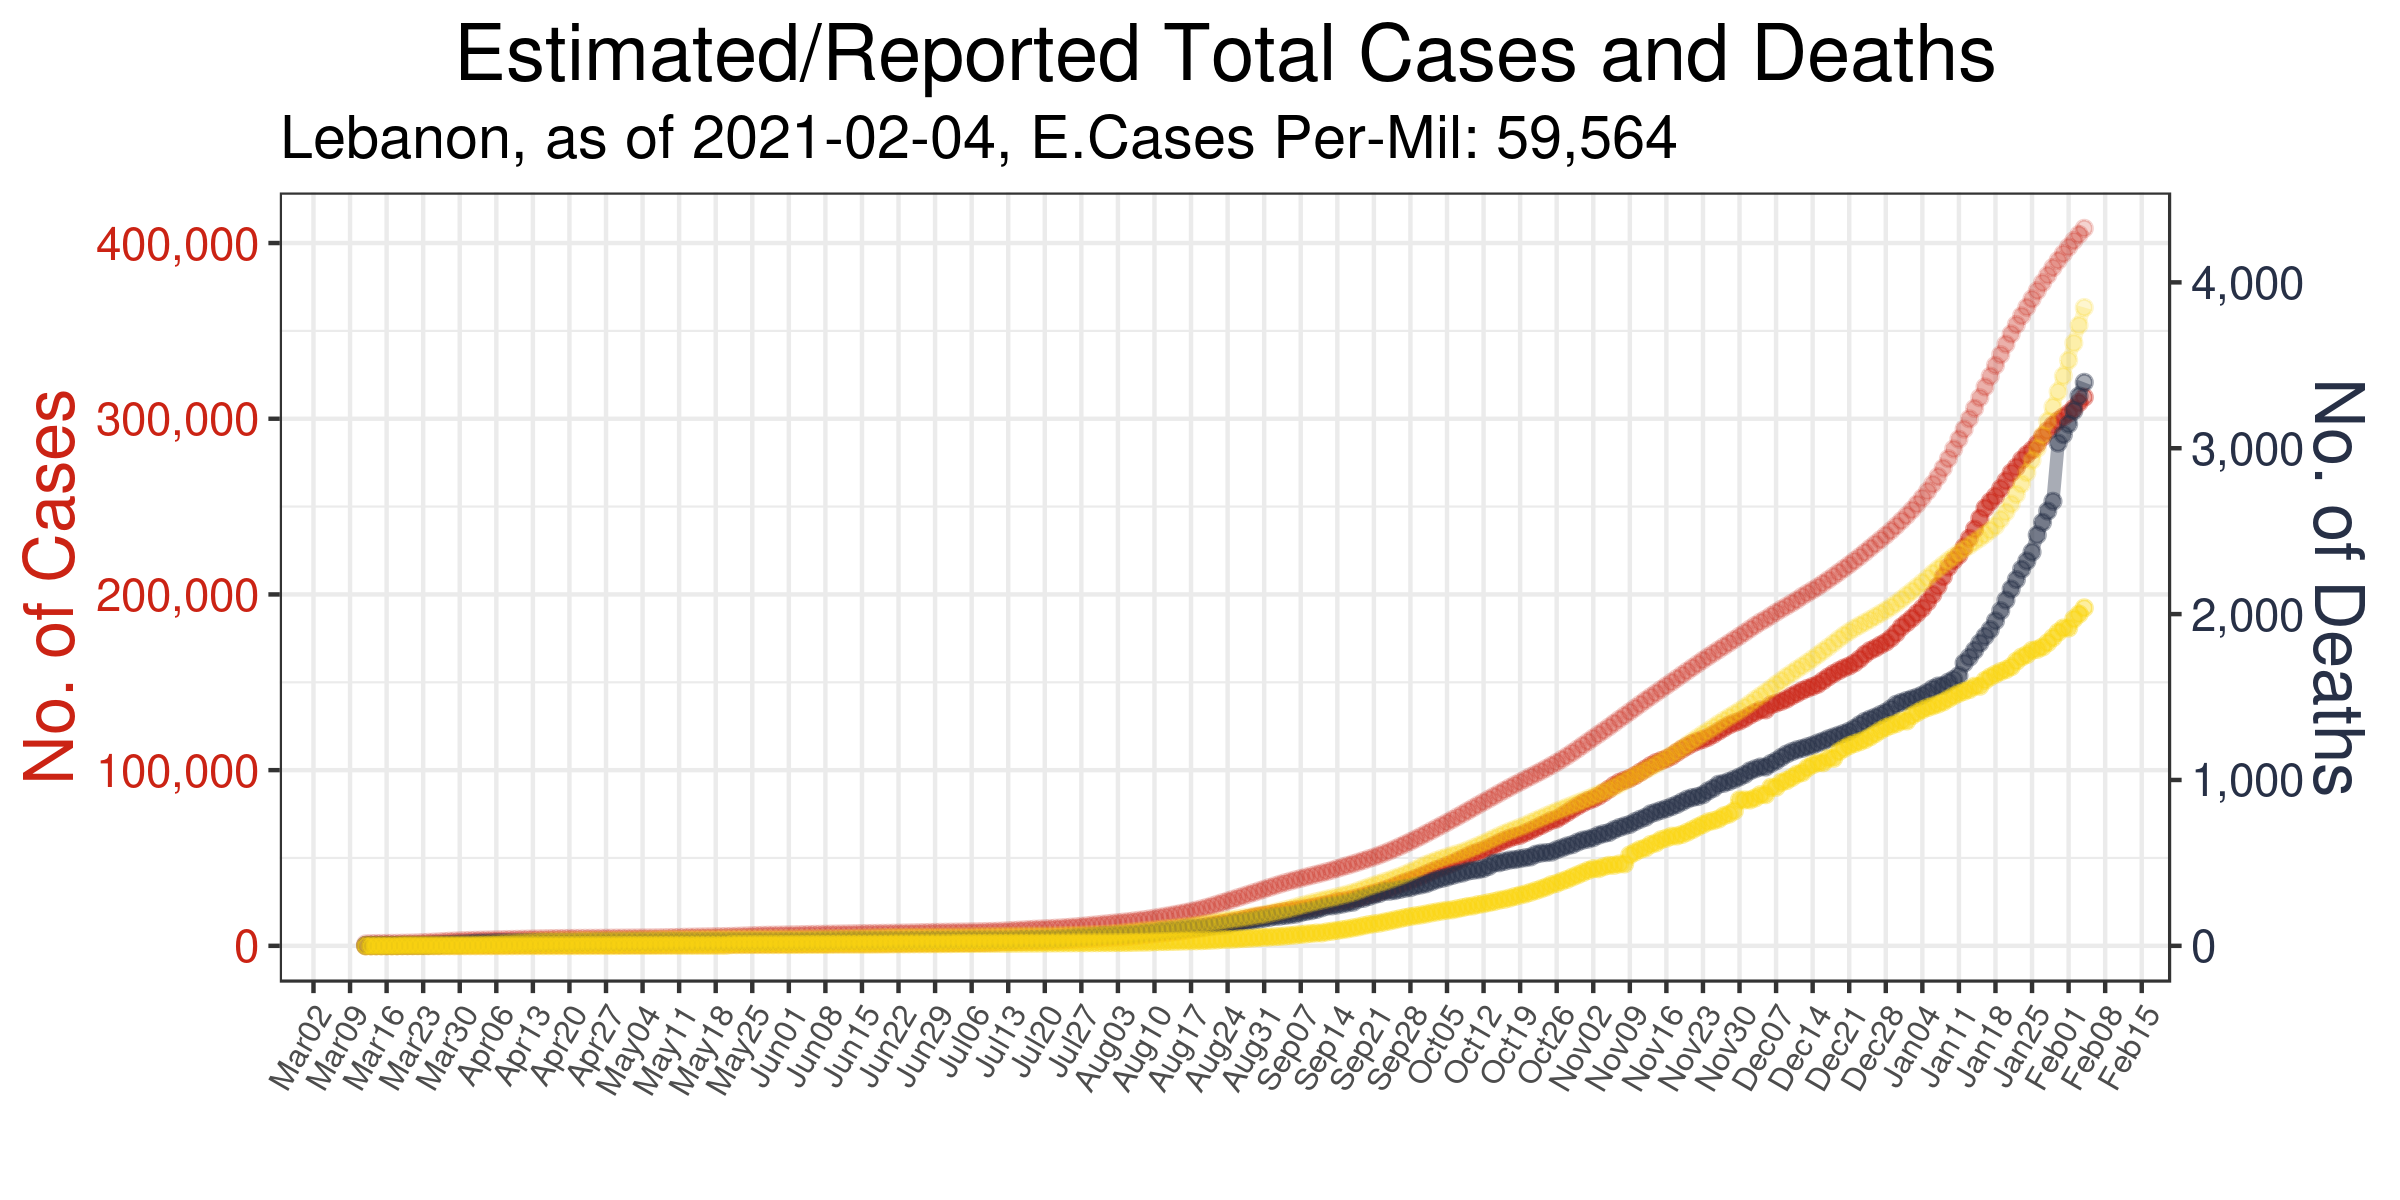 Estimated/Reported Total Cases and Deaths
Lebanon, as of 2021-02-04, E.Cases Per-Mil: 59,564
No. of Cases
400,000
300,000
200,000
100,000
0
4,000
3,000
2,000
1,000
0
No. of Deaths
Mar02 Mar09 Mar16 Mar23 Mar30 Apr06 Apr13 Apr20 Apr27 May04 May11 May18 May25 Jun01 Jun08 Jun15 Jun22 Jun29 Jul06 Jul13 Jul20 Jul27 Aug03 Aug10 Aug17 Aug24 Aug31 Sep07 Sep14 Sep21 Sep28 Oct05 Oct12 Oct19 Oct26 Nov02 Nov09 Nov16 Nov23 Nov30 Dec07 Dec14 Dec21 Dec28 Jan04 Jan11 Jan18 Jan25 Feb01 Feb08 Feb15